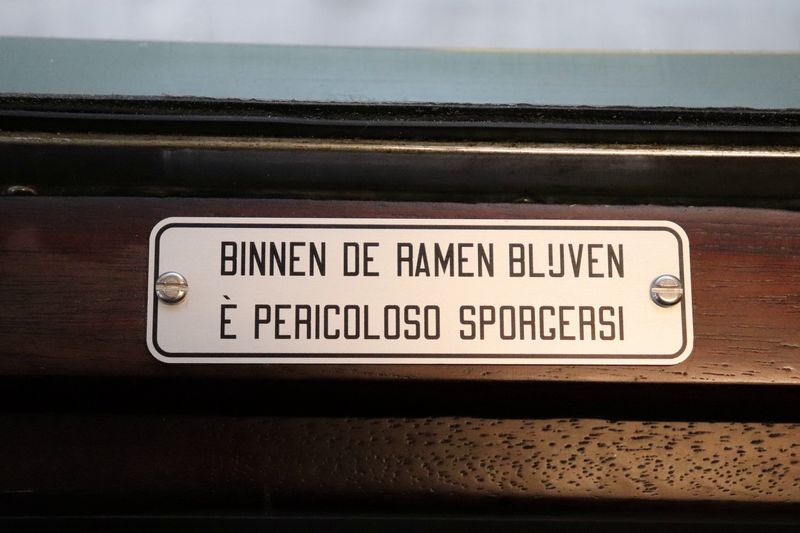 BINNEN DE RAMEN BLIJVEN
È PERICOLOSO SPORGERSI